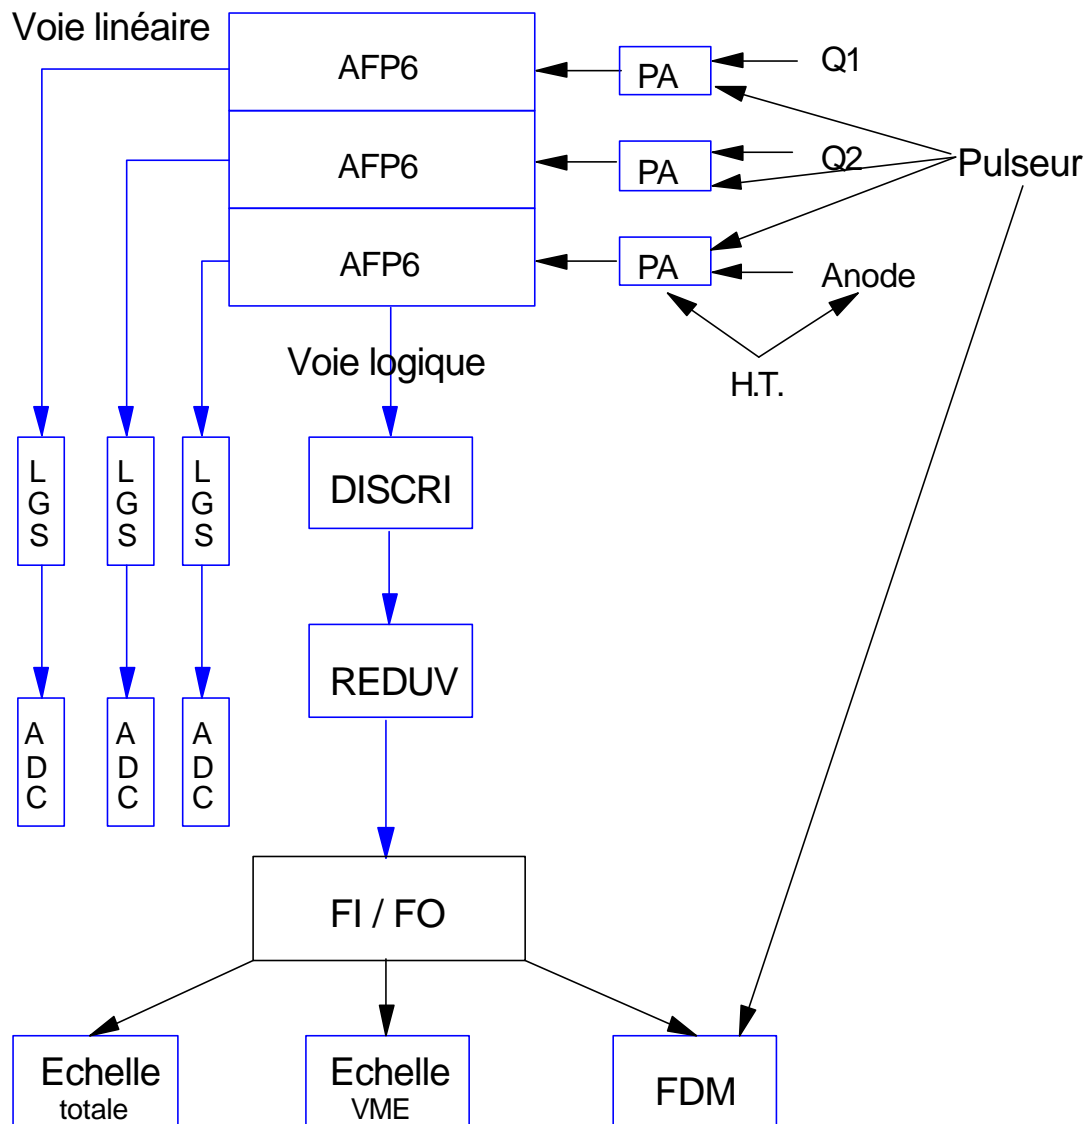 Voie linéaire
AFP6
PA
Q1
AFP6
PA
Q2
Pulseur
AFP6
PA
Anode
Voie logique
H.T.
L
G
S
L
G
S
L
G
S
DISCRI
REDUV
A
D
C
A
D
C
A
D
C
FI / FO
Echelle
totale
Echelle
VME
FDM